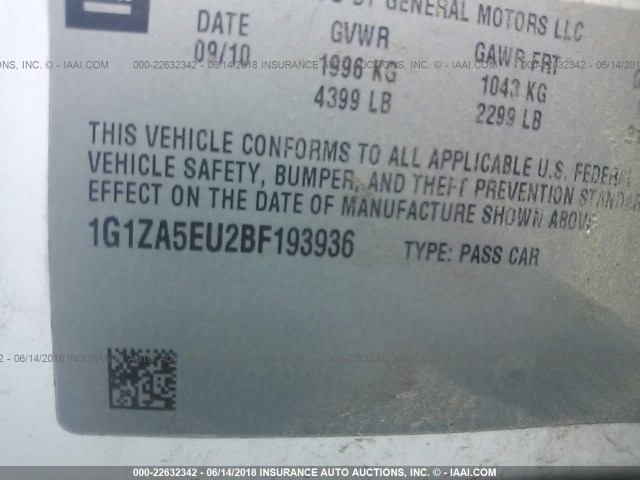 BY GENERAL MOTORS LLC
DATE GVWR GAWR FRT
09/10 1996 KG 1043 KG
4399 LB 2299 LB
THIS VEHICLE CONFORMS TO ALL APPLICABLE U.S. FEDERAL
VEHICLE SAFETY, BUMPER, AND THEFT PREVENTION STANDAR
EFFECT ON THE DATE OF MANUFACTURE SHOWN ABOVE
1G1ZA5EU2BF193936 TYPE: PASS CAR
000-22632342 - 06/14/2018 INSURANCE AUTO AUCTIONS, INC. - © IAAI.COM